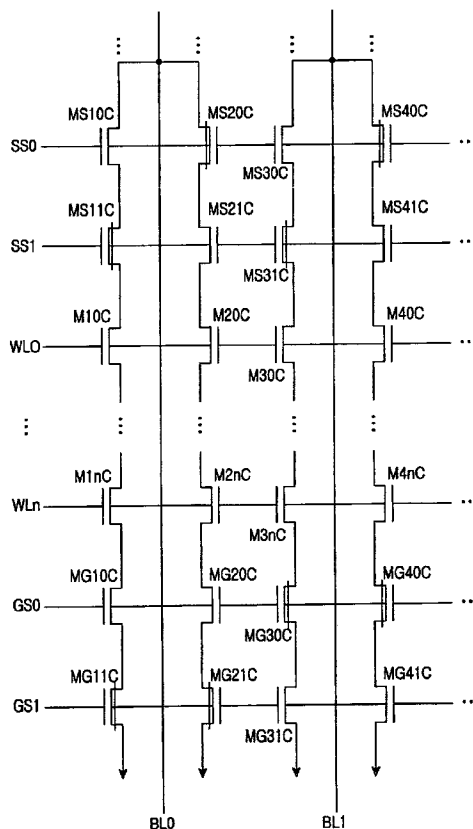 MS10C MS20C MS40C
SS0
MS30C
MS11C MS21C MS41C
SS1
MS31C
M10C M20C M40C
WL0
M30C
M1nC M2nC M4nC
WLn
M3nC
MG10C MG20C MG40C
GS0
MG30C
MG11C MG21C MG41C
GS1
MG31C
BL0 BL1